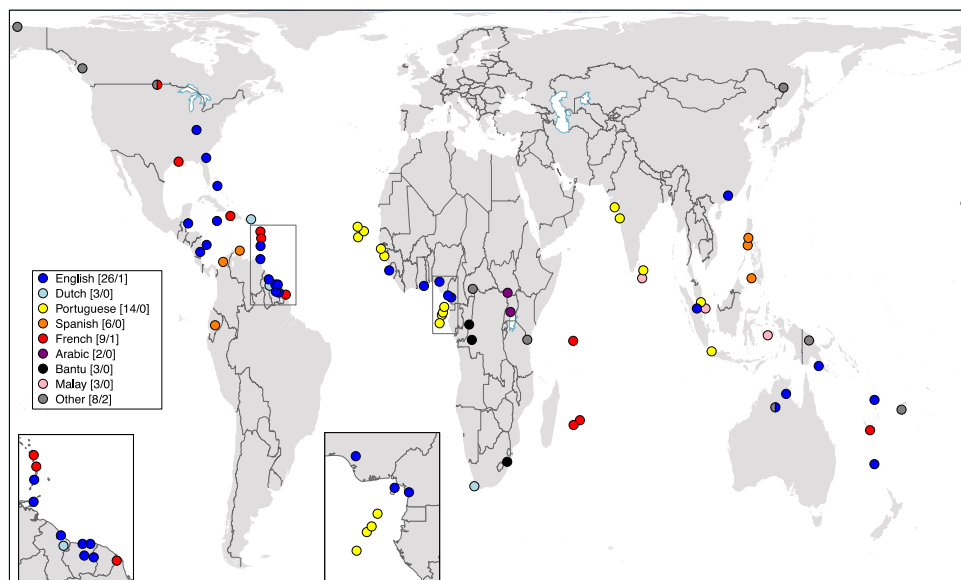 English [26/1]
Dutch [3/0]
Portuguese [14/0]
Spanish [6/0]
French [9/1]
Arabic [2/0]
Bantu [3/0]
Malay [3/0]
Other [8/2]